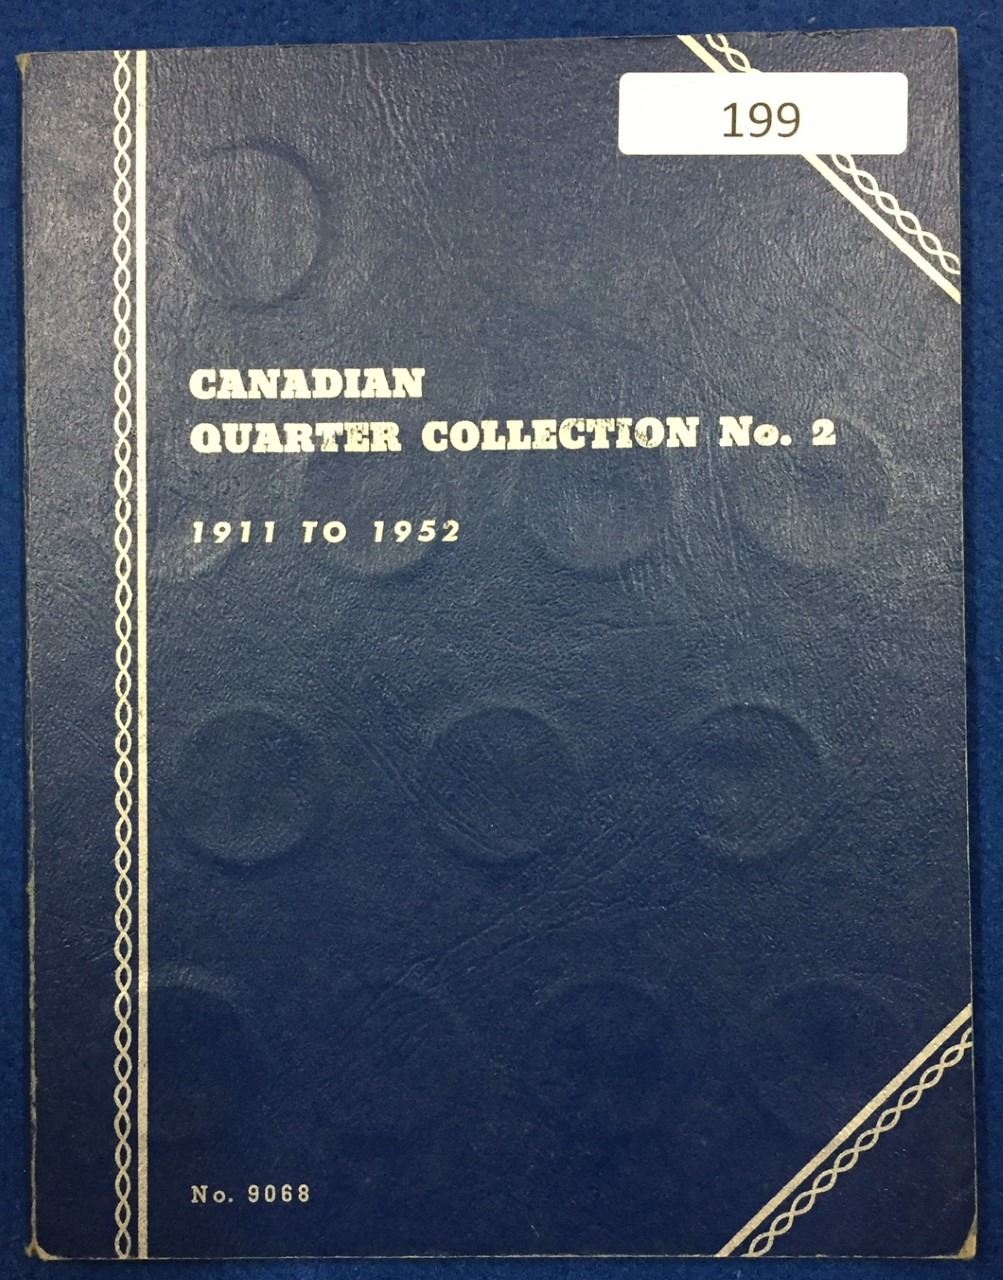 199
CANADIAN
QUARTER COLLECTION No. 2
1911 TO 1952
No. 9068